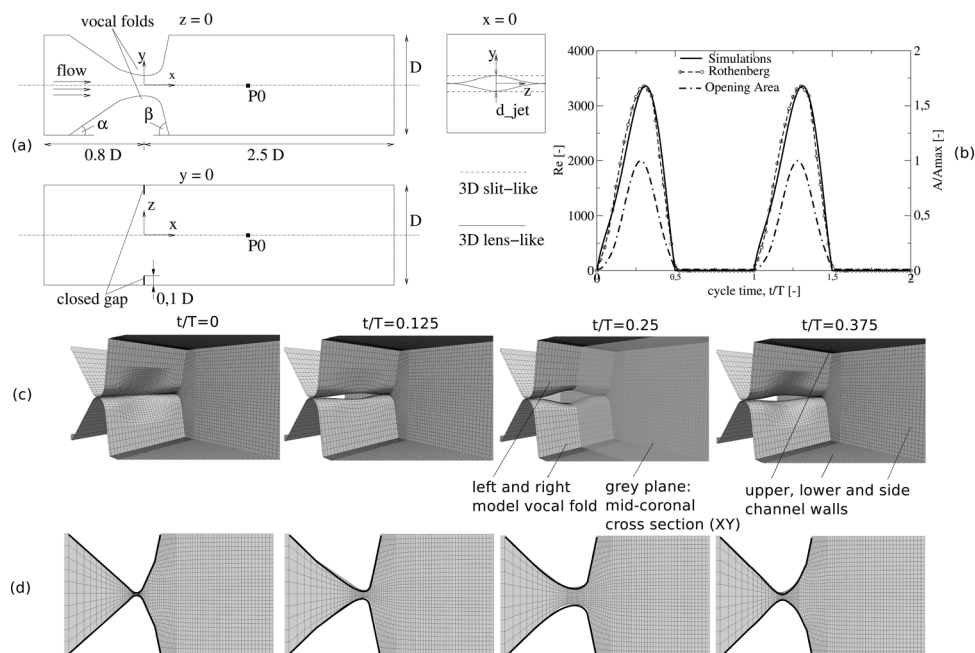 (a)
vocal folds
z = 0
y
flow
x
P0
D
α
β
0.8 D
2.5 D
x = 0
y
z
d_jet
3D slit−like
3D lens−like
y = 0
z
x
P0
D
closed gap
0,1 D
(b)
4000
3000
2000
1000
0
Re [-]
Simulations
Rothenberg
Opening Area
2
1,5
1
0,5
0
A/Amax [-]
0
0,5
1
1,5
2
cycle time, t/T [-]
(c)
t/T=0
t/T=0.125
t/T=0.25
t/T=0.375
left and right
model vocal fold
grey plane:
mid-coronal
cross section (XY)
upper, lower and side
channel walls
(d)